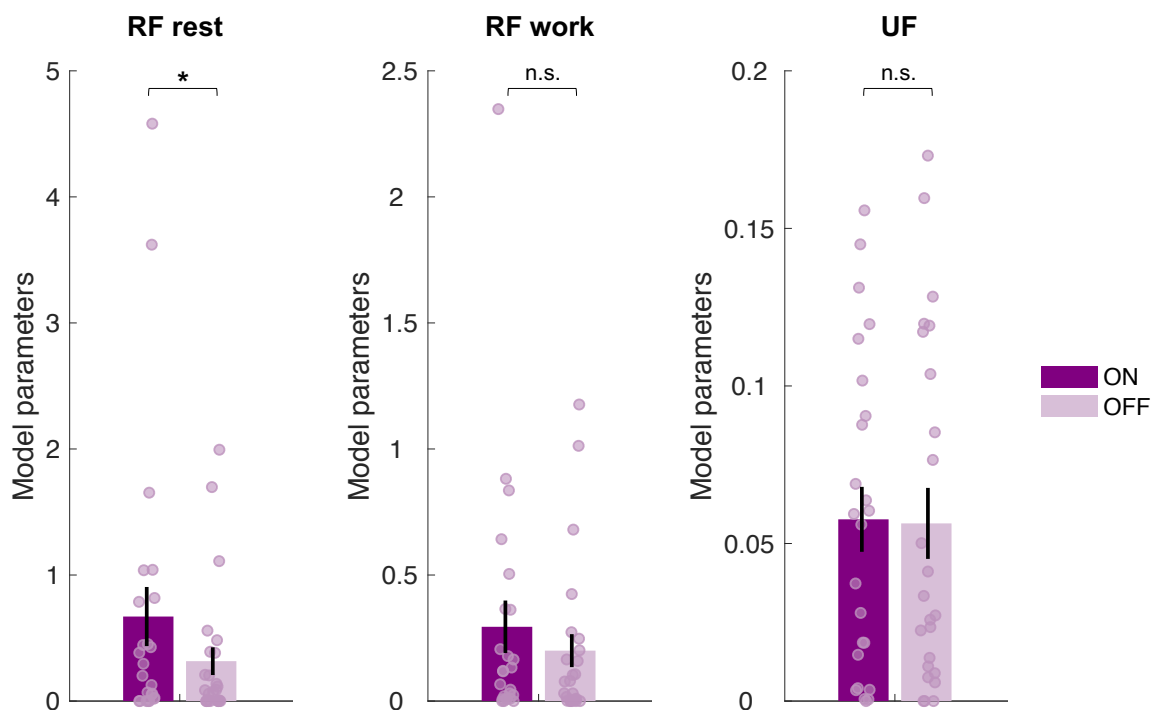 RF rest
RF work
UF
5
4
3
2
1
0
Model parameters
*
2.5
2
1.5
1
0.5
0
Model parameters
n.s.
0.2
0.15
0.1
0.05
0
Model parameters
n.s.
ON
OFF